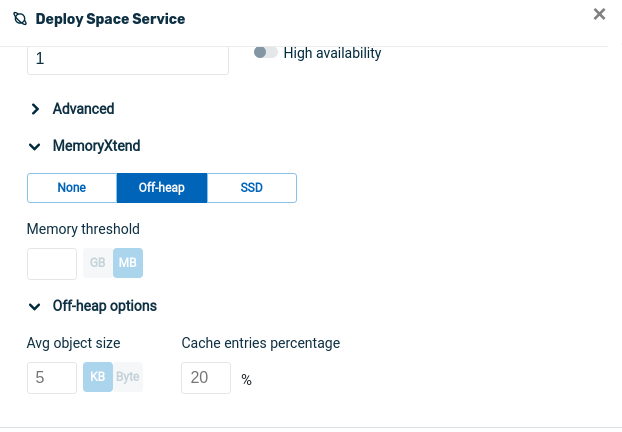 Deploy Space Service
1
High availability
Advanced
MemoryXtend
None Off-heap SSD
Memory threshold
GB MB
Off-heap options
Avg object size Cache entries percentage
5 KB Byte 20 %